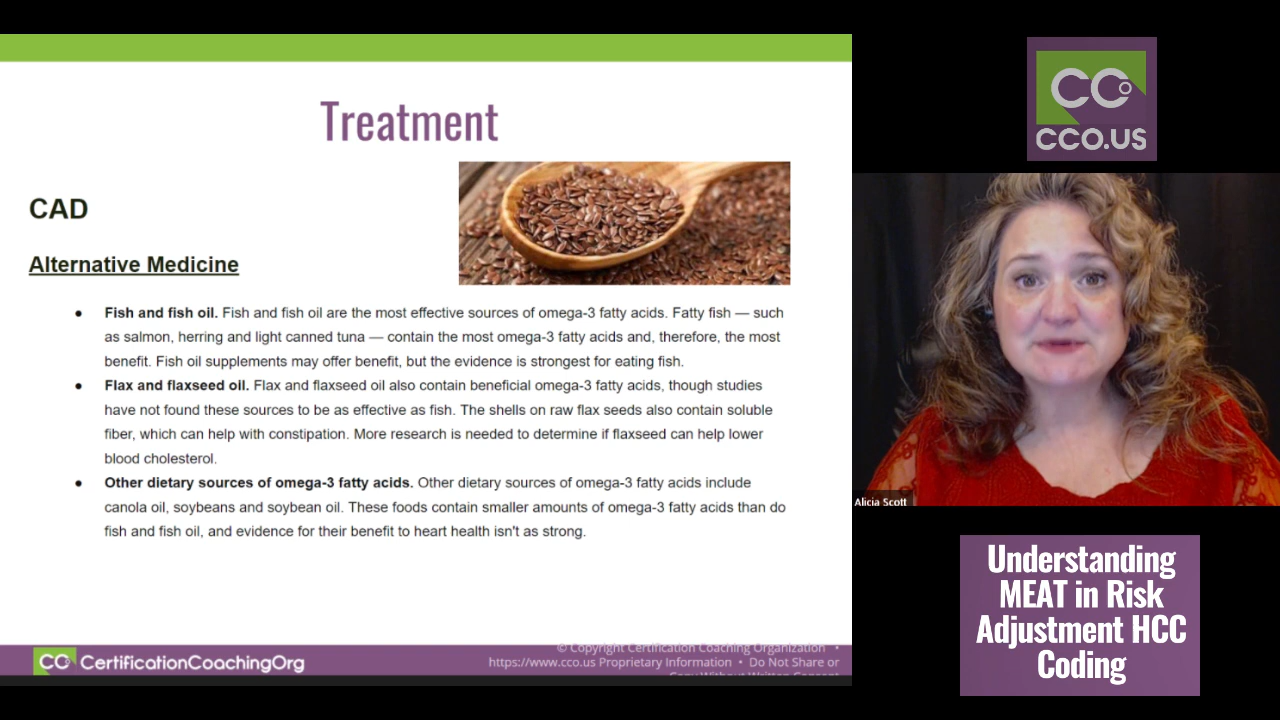 Treatment
CAD
Alternative Medicine
● Fish and fish oil. Fish and fish oil are the most effective sources of omega-3 fatty acids. Fatty fish — such
as salmon, herring and light canned tuna — contain the most omega-3 fatty acids and, therefore, the most
benefit. Fish oil supplements may offer benefit, but the evidence is strongest for eating fish.
● Flax and flaxseed oil. Flax and flaxseed oil also contain beneficial omega-3 fatty acids, though studies
have not found these sources to be as effective as fish. The shells on raw flax seeds also contain soluble
fiber, which can help with constipation. More research is needed to determine if flaxseed can help lower
blood cholesterol.
● Other dietary sources of omega-3 fatty acids. Other dietary sources of omega-3 fatty acids include
canola oil, soybeans and soybean oil. These foods contain smaller amounts of omega-3 fatty acids than do
fish and fish oil, and evidence for their benefit to heart health isn't as strong.
CCO CertificationCoachingOrg
© Copyright Certification Coaching Organization •
https://www.cco.us Proprietary Information • Do Not Share or
Copy Without Written Consent
CCO
CCO.US
Alicia Scott
Understanding
MEAT in Risk
Adjustment HCC
Coding